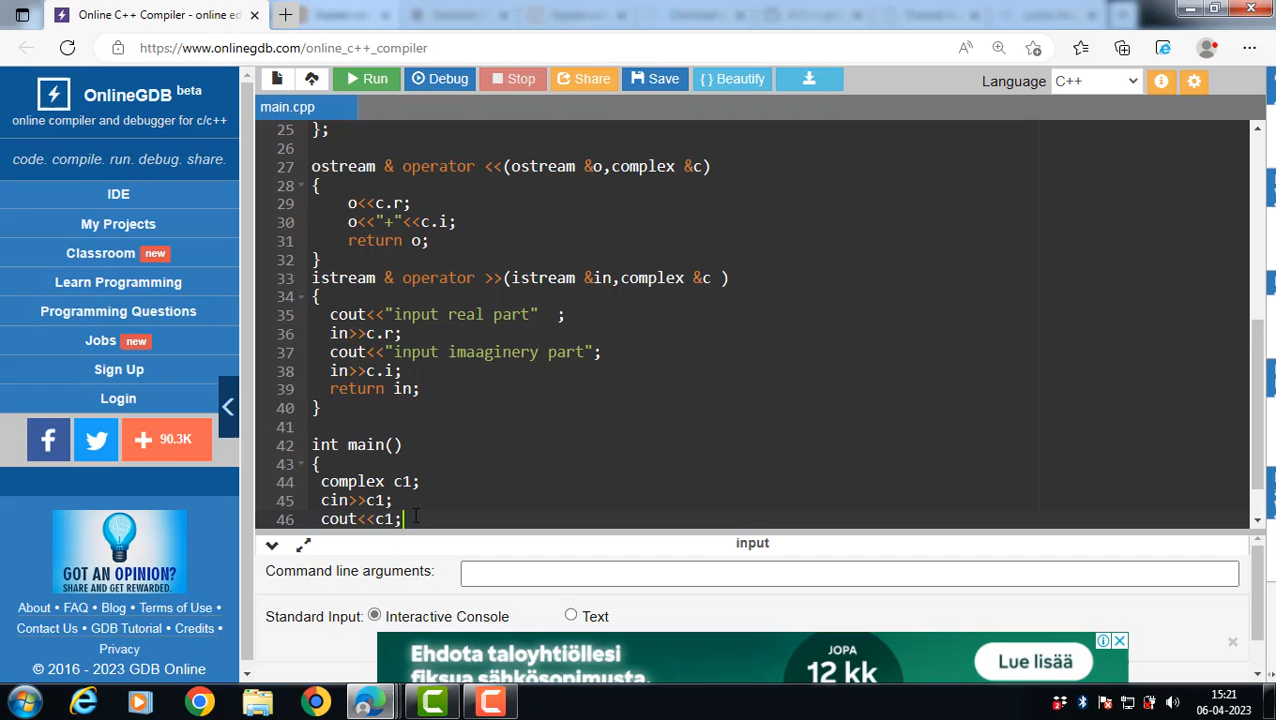 Online C++ Compiler - online ed
https://www.onlinegdb.com/online_c++_compiler
OnlineGDB beta
online compiler and debugger for c/c++
code. compile. run. debug. share.
IDE
My Projects
Classroom new
Learn Programming
Programming Questions
Jobs new
Sign Up
Login
90.3K
GOT AN OPINION?
SHARE AND GET REWARDED.
About • FAQ • Blog • Terms of Use •
Contact Us • GDB Tutorial • Credits •
Privacy
© 2016 - 2023 GDB Online
Run Debug Stop Share Save { } Beautify
Language C++
main.cpp
25 };
26
27 ostream & operator <<(ostream &o,complex &c)
28 {
29 o<<c.r;
30 o<<"+"<<c.i;
31 return o;
32 }
33 istream & operator >>(istream &in,complex &c )
34 {
35 cout<<"input real part"  ;
36 in>>c.r;
37 cout<<"input imaaginery part";
38 in>>c.i;
39 return in;
40 }
41
42 int main()
43 {
44 complex c1;
45 cin>>c1;
46 cout<<c1;
input
Command line arguments:
Standard Input: Interactive Console Text
Ehdota taloyhtiöllesi
fiksua sähkösopimusta.
JOPA
12 kk
Lue lisää
15:21
06-04-2023